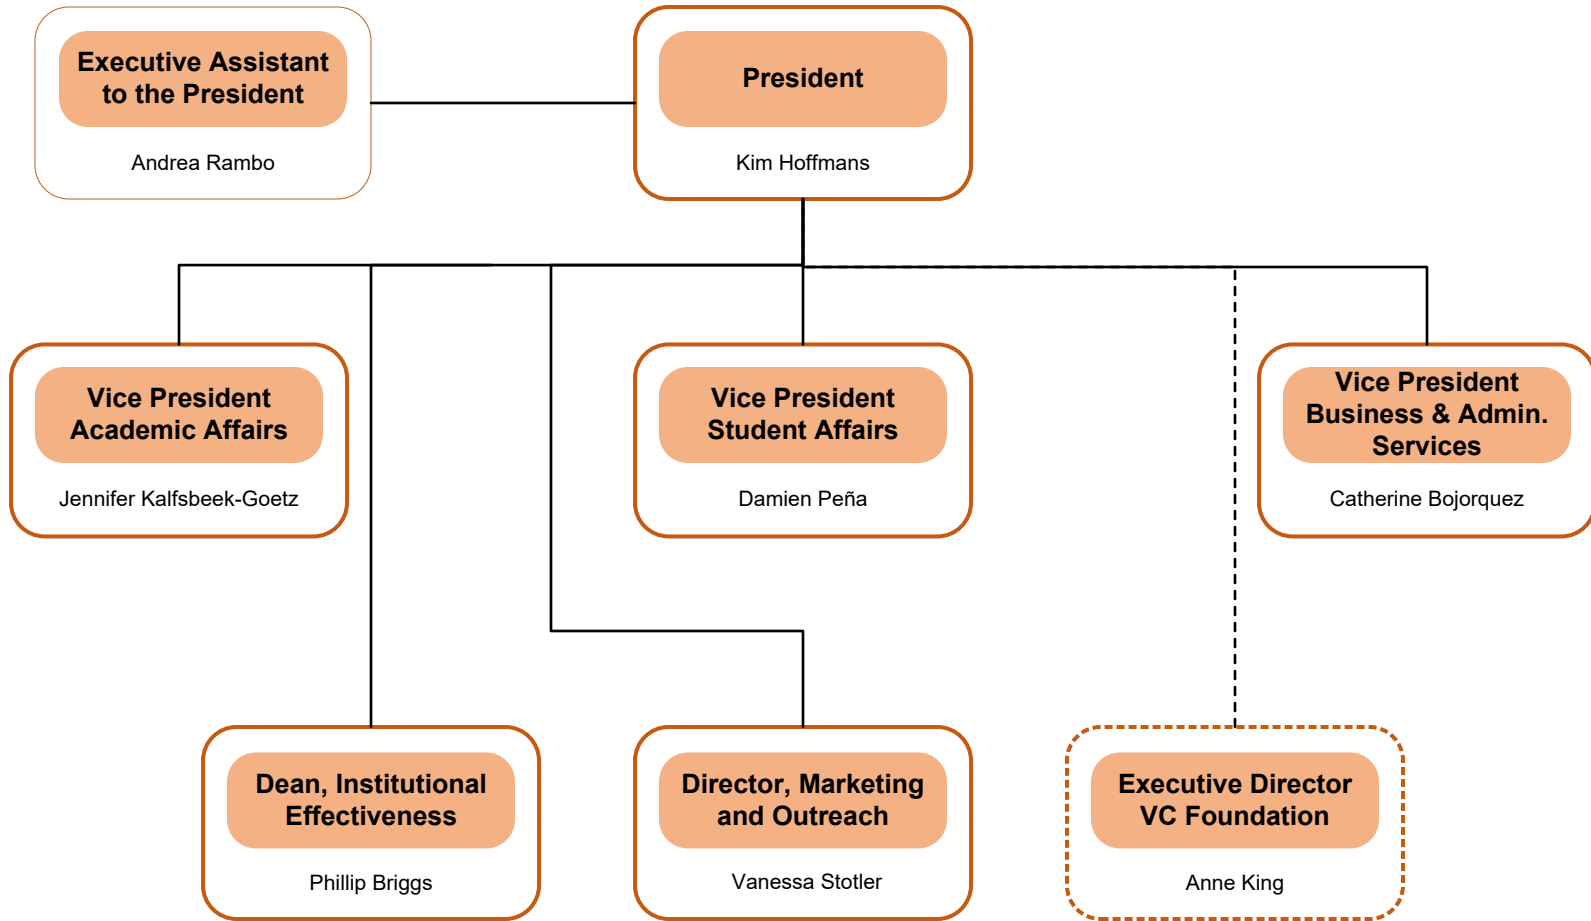 Executive Assistant
to the President
Andrea Rambo
President
Kim Hoffmans
Vice President
Academic Affairs
Jennifer Kalfsbeek-Goetz
Vice President
Student Affairs
Damien Peña
Vice President
Business & Admin.
Services
Catherine Bojorquez
Dean, Institutional
Effectiveness
Phillip Briggs
Director, Marketing
and Outreach
Vanessa Stotler
Executive Director
VC Foundation
Anne King